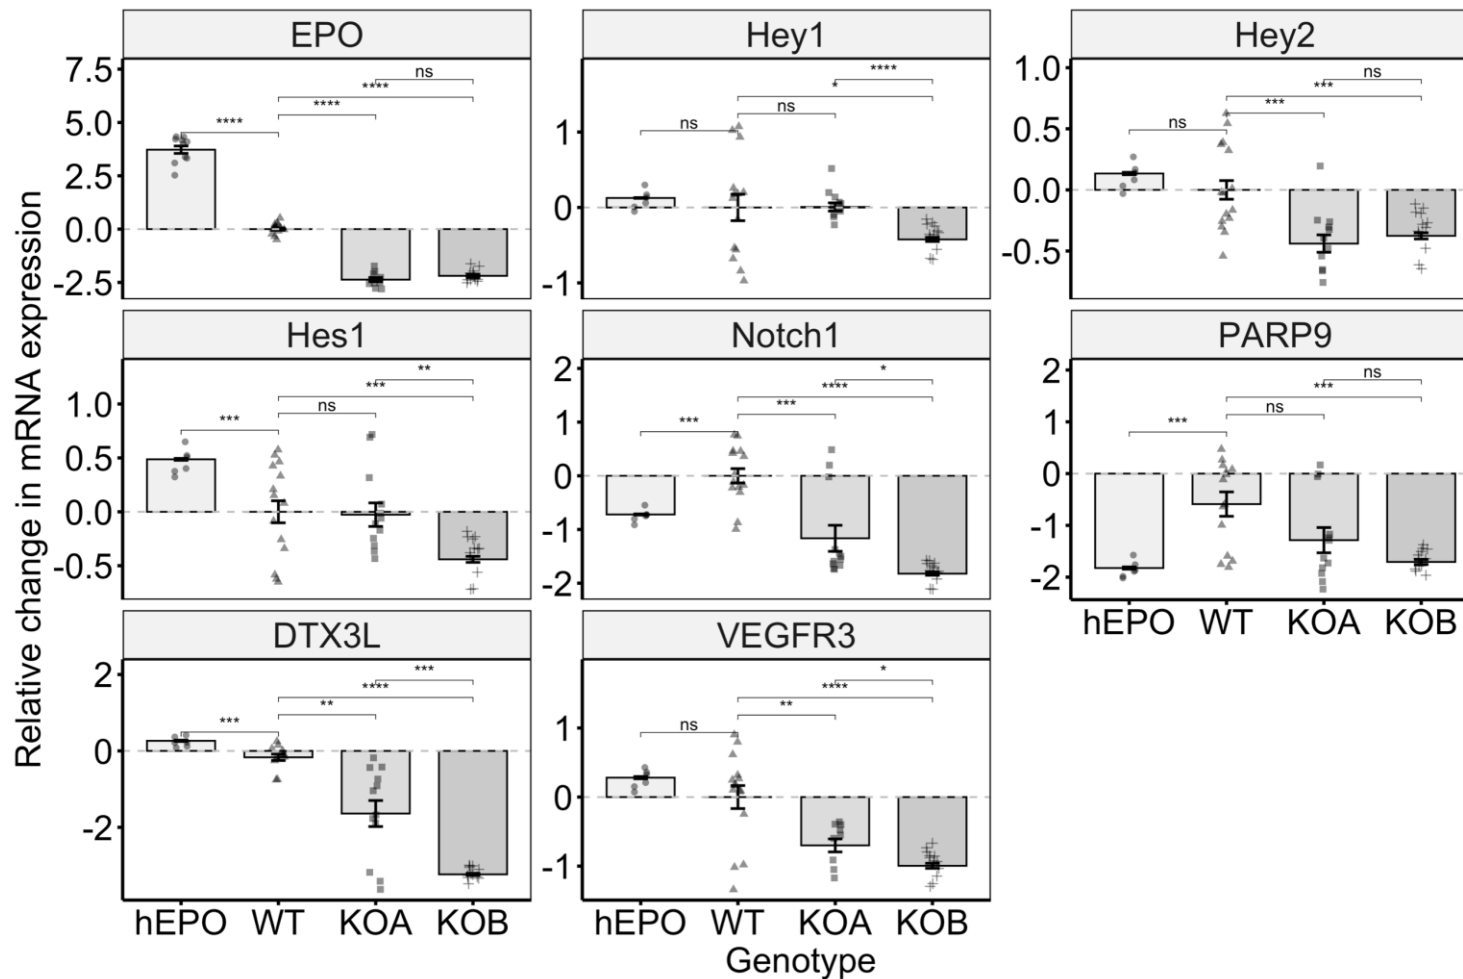 Relative change in mRNA expression
EPO
7.5
5.0
2.5
0.0
-2.5
****
****
****
ns
Hey1
1
0
-1
ns
ns
*
****
Hey2
1.0
0.5
0.0
-0.5
ns
***
***
ns
Hes1
1.0
0.5
0.0
-0.5
***
ns
***
**
Notch1
2
1
0
-1
-2
***
***
****
*
PARP9
2
1
0
-1
-2
***
ns
***
ns
hEPO WT KOA KOB
DTX3L
2
0
-2
***
**
****
***
hEPO WT KOA KOB
VEGFR3
1
0
-1
ns
**
****
*
hEPO WT KOA KOB
Genotype